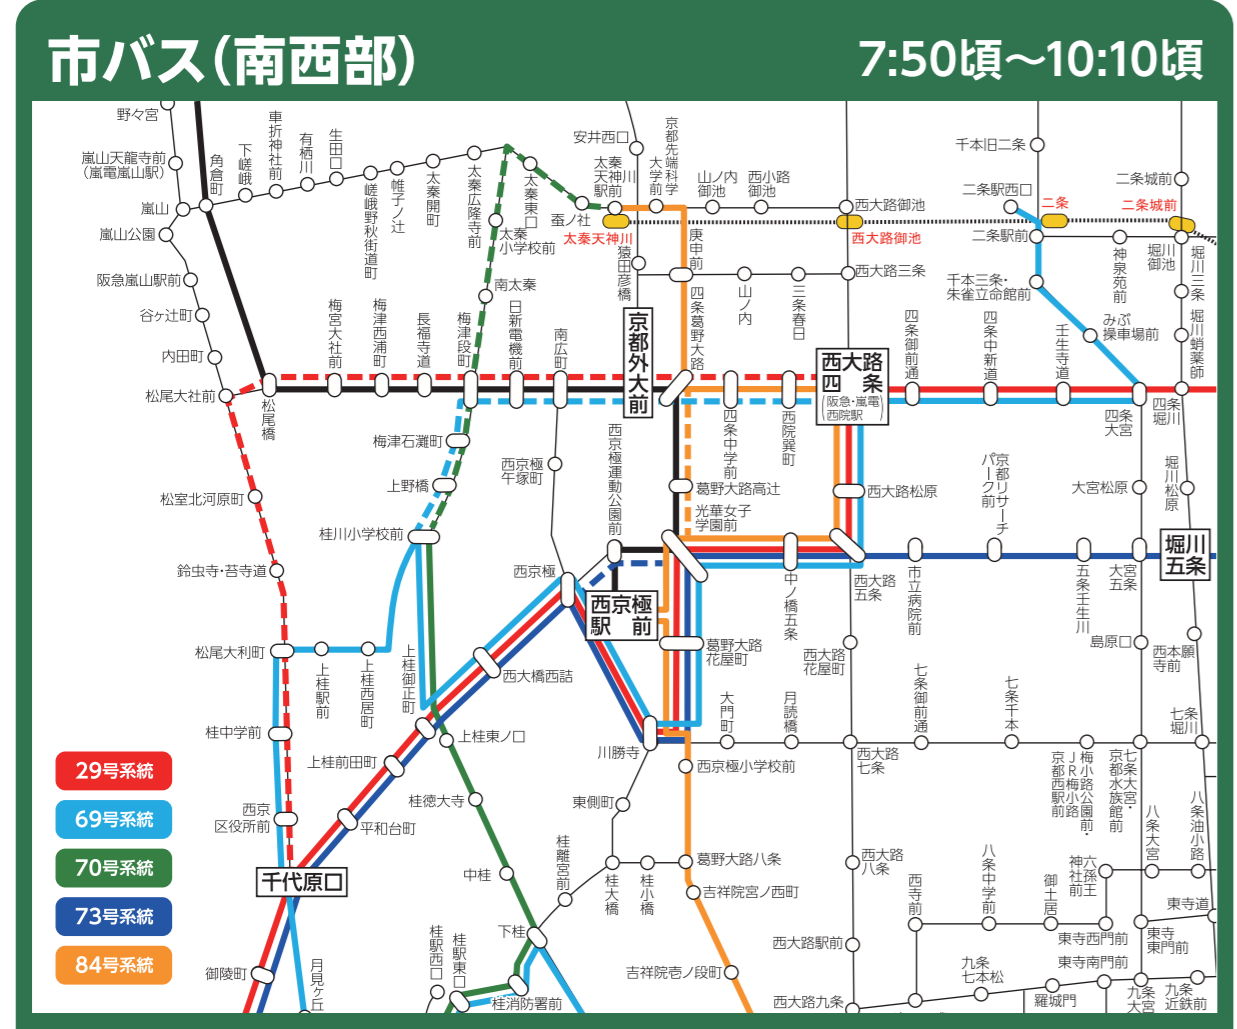 市バス（南西部）
7:50頃～10:10頃
野々宮
嵐山天龍寺前
（嵐電嵐山駅）
嵐山
嵐山公園
阪急嵐山駅前
谷ヶ辻町
内田町
松尾大社前
角倉町
下嵯峨
車折神社前
有栖川
生田口
嵯峨野秋街道町
帷子ノ辻
太秦開町
太秦広隆寺前
太秦東口
太秦
小学校前
蚕ノ社
南太秦
安井西口
太秦
天神川
駅前
大学前
京都先端科学
山ノ内
御池
西小路
御池
西大路御池
太秦天神川
西大路御池
千本旧二条
二条駅西口
二条
二条城前
二条城前
二条駅前
神泉苑前
堀川
御池
堀川三条
千本三条・
朱雀立命館前
みぶ
操車場前
堀川蛸薬師
猿田彦橋
庚申前
山ノ内
三条春日
西大路三条
四条葛野大路
松尾橋
梅宮大社前
梅津西浦町
長福寺道
梅津段町
日新電機前
南広町
京都外大前
四条中学前
西院巽町
西大路
四条
（阪急・嵐電
西院駅）
四条御前通
四条中新道
壬生寺道
四条
大宮
四条
堀川
梅津石灘町
上野橋
桂川小学校前
西京極
午塚町
西京極運動公園前
葛野大路高辻
光華女子
学園前
西大路松原
京都リサーチ
パーク前
大宮松原
堀川松原
堀川
五条
松室北河原町
鈴虫寺・苔寺道
西京極
西京極
駅前
中ノ橋五条
西大路
五条
市立病院前
五条壬生川
大宮
五条
島原口
西本願
寺前
松尾大利町
上桂駅前
上桂西居町
上桂御正町
西大橋西詰
葛野大路
花屋町
西大路
花屋町
桂中学前
上桂前田町
上桂東ノ口
川勝寺
大門町
月読橋
西大路
七条
七条御前通
七条千本
梅小路公園前・
ＪＲ梅小路
京都西駅前
七条大宮・
京都水族館前
七条
堀川
29号系統
69号系統
70号系統
73号系統
84号系統
西京
区役所前
平和台町
桂徳大寺
西京極小学校前
東側町
千代原口
中桂
桂離宮前
桂大橋
桂小橋
葛野大路八条
吉祥院宮ノ西町
西大路
八条
西寺前
八条中学前
御土居
六孫王
神社前
八条大宮
八条油小路
東寺道
御陵町
月見ヶ丘
桂駅西口
桂駅東口
下桂
桂消防署前
吉祥院壱ノ段町
西大路駅前
西大路九条
九条
七本松
東寺西門前
東寺
東門前
東寺南門前
羅城門
九条
大宮
九条
近鉄前